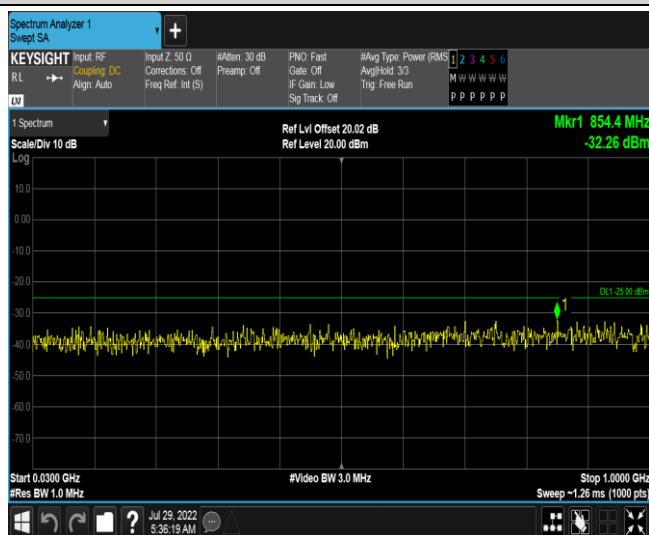 Spectrum Analyzer 1
Swept SA
+
KEYSIGHT
RL
LXI
Input: RF
Coupling: DC
Align: Auto
Input Z: 50 Ω
Corrections: Off
Freq Ref: Int (S)
#Atten: 30 dB
Preamp: Off
PNO: Fast
Gate: Off
IF Gain: Low
Sig Track: Off
#Avg Type: Power (RMS
Avg|Hold: 3/3
Trig: Free Run
1 2 3 4 5 6
M W W W W W
P P P P P P
1 Spectrum
Scale/Div 10 dB
Log
Ref Lvl Offset 20.02 dB
Ref Level 20.00 dBm
Mkr1 854.4 MHz
-32.26 dBm
10.0
0.00
-10.0
-20.0
DL1 -25.00 dBm
1
-30.0
-40.0
-50.0
-60.0
-70.0
Start 0.0300 GHz
#Res BW 1.0 MHz
#Video BW 3.0 MHz
Stop 1.0000 GHz
Sweep ~1.26 ms (1000 pts)
?
Jul 29, 2022
5:36:19 AM